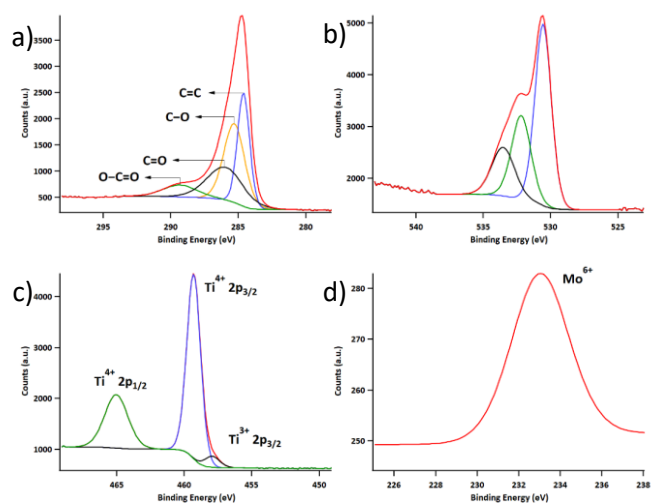 a)
Counts (a.u.)
3500
3000
2500
2000
1500
1000
500
C=C
C−O
C=O
O−C=O
295
290
285
280
Binding Energy (eV)
b)
Counts (a.u.)
5000
4000
3000
2000
540
535
530
525
Binding Energy (eV)
c)
Counts (a.u.)
4000
3000
2000
1000
Ti⁴⁺ 2p₃/₂
Ti⁴⁺ 2p₁/₂
Ti³⁺ 2p₃/₂
465
460
455
450
Binding Energy (eV)
d)
Mo⁶⁺
Counts (a.u.)
280
270
260
250
226
228
230
232
234
236
238
Binding Energy (eV)